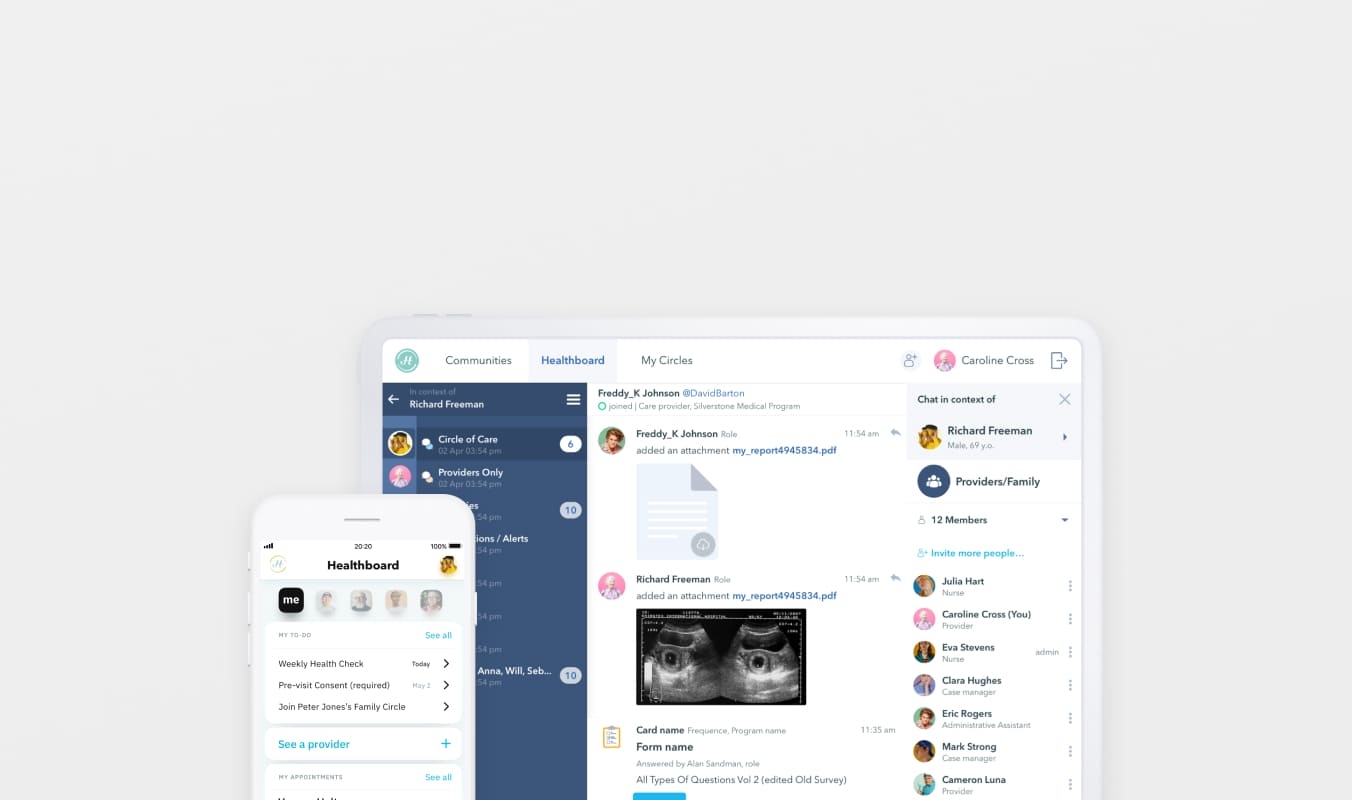 Communities
Healthboard
My Circles
Caroline Cross
In context of
Richard Freeman
Circle of Care
02 Apr 03:54 pm
6
Providers Only
02 Apr 03:54 pm
:54 pm
10
ions / Alerts
:54 pm
:54 pm
:54 pm
:54 pm
Anna, Will, Seb...
:54 pm
10
Freddy_K Johnson @DavidBarton
joined | Care provider, Silverstone Medical Program
Freddy_K Johnson Role
11:54 am
added an attachment my_report4945834.pdf
Richard Freeman Role
11:54 am
added an attachment my_report4945834.pdf
Card name Frequence, Program name
11:35 am
Form name
Answered by Alan Sandman, role
All Types Of Questions Vol 2 (edited Old Survey)
Chat in context of
Richard Freeman
Male, 69 y.o.
Providers/Family
12 Members
Invite more people...
Julia Hart
Nurse
Caroline Cross (You)
Provider
Eva Stevens
Nurse
admin
Clara Hughes
Case manager
Eric Rogers
Administrative Assistant
Mark Strong
Case manager
Cameron Luna
Provider
20:20
100%
Healthboard
me
MY TO-DO
See all
Weekly Health Check
Today
Pre-visit Consent (required)
May 2
Join Peter Jones's Family Circle
See a provider
MY APPOINTMENTS
See all